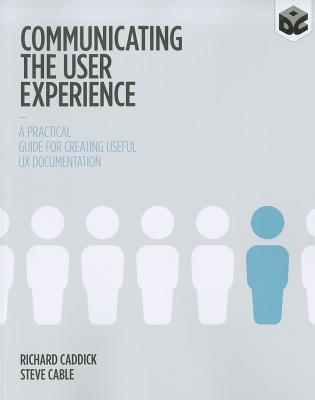 COMMUNICATING
THE USER
EXPERIENCE
A PRACTICAL
GUIDE FOR CREATING USEFUL
UX DOCUMENTATION
RICHARD CADDICK
STEVE CABLE